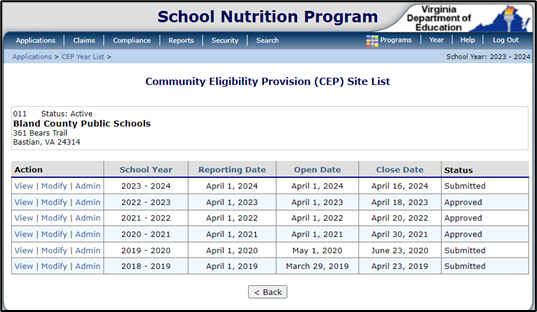 School Nutrition Program
Virginia
Department of
Education
Applications | Claims | Compliance | Reports | Security | Search
Programs | Year | Help | Log Out
Applications > CEP Year List >
School Year: 2023 - 2024
Community Eligibility Provision (CEP) Site List
011 Status: Active
Bland County Public Schools
361 Bears Trail
Bastian, VA 24314
Action School Year Reporting Date Open Date Close Date Status
View | Modify | Admin 2023 - 2024 April 1, 2024 April 1, 2024 April 16, 2024 Submitted
View | Modify | Admin 2022 - 2023 April 1, 2023 April 1, 2023 April 18, 2023 Approved
View | Modify | Admin 2021 - 2022 April 1, 2022 April 1, 2022 April 20, 2022 Approved
View | Modify | Admin 2020 - 2021 April 1, 2021 April 1, 2021 April 30, 2021 Approved
View | Modify | Admin 2019 - 2020 April 1, 2020 May 1, 2020 June 23, 2020 Submitted
View | Modify | Admin 2018 - 2019 April 1, 2019 March 29, 2019 April 23, 2019 Submitted
< Back